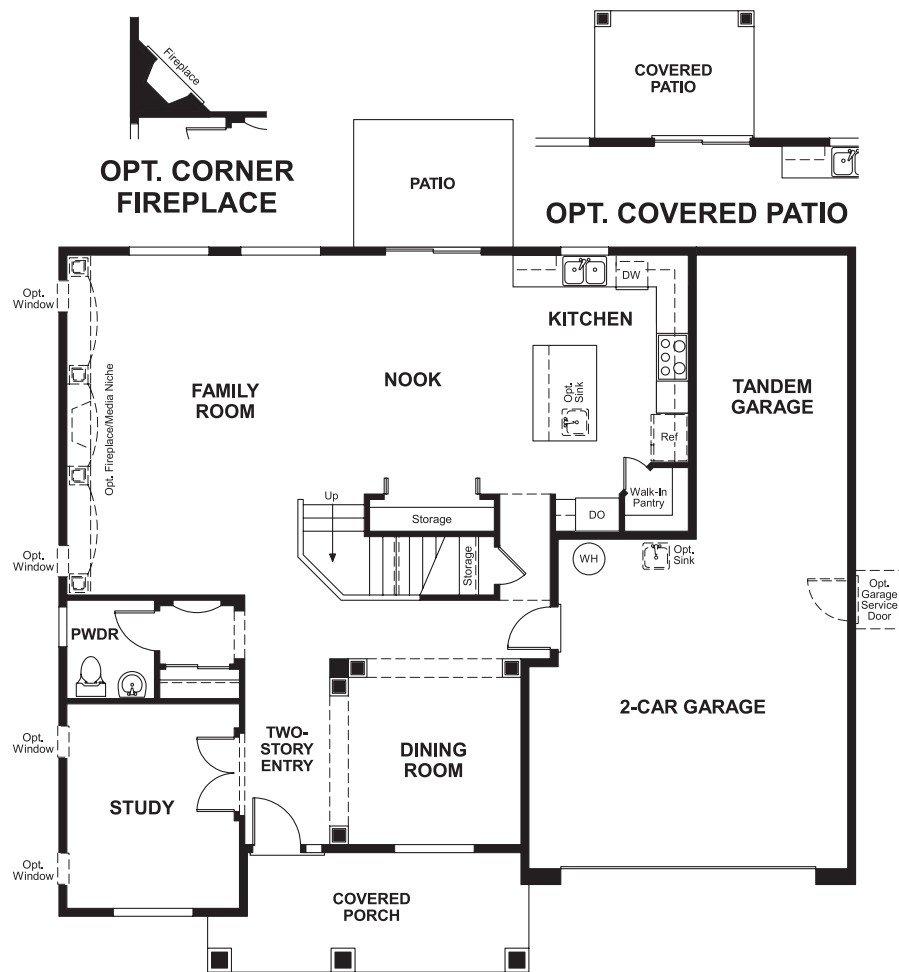 Fireplace
OPT. CORNER
FIREPLACE
COVERED
PATIO
OPT. COVERED PATIO
PATIO
Opt.
Window
Opt. Fireplace/Media Niche
FAMILY
ROOM
NOOK
KITCHEN
DW
Opt.
Sink
Ref
Walk-In
Pantry
DO
TANDEM
GARAGE
Up
Storage
Storage
WH
Opt.
Sink
Opt.
Window
Opt.
Garage
Service
Door
PWDR
2-CAR GARAGE
Opt.
Window
TWO-
STORY
ENTRY
DINING
ROOM
STUDY
Opt.
Window
COVERED
PORCH